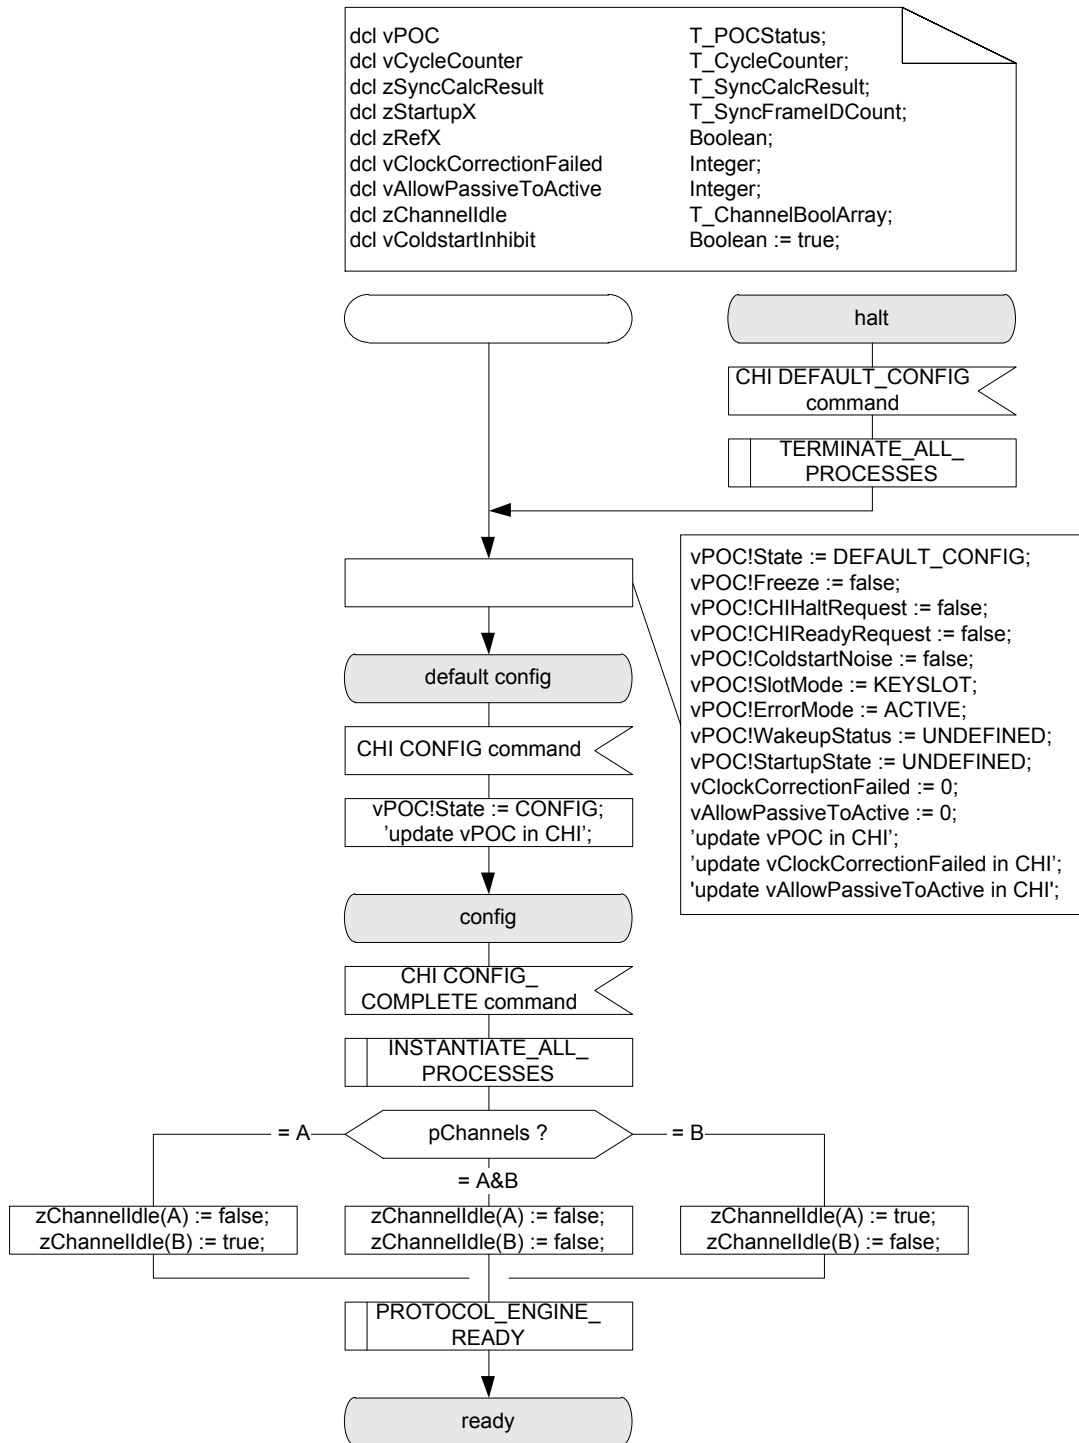 dcl vPOC T_POCStatus;
dcl vCycleCounter T_CycleCounter;
dcl zSyncCalcResult T_SyncCalcResult;
dcl zStartupX T_SyncFrameIDCount;
dcl zRefX Boolean;
dcl vClockCorrectionFailed Integer;
dcl vAllowPassiveToActive Integer;
dcl zChannelIdle T_ChannelBoolArray;
dcl vColdstartInhibit Boolean := true;
halt
CHI DEFAULT_CONFIG
command
TERMINATE_ALL_
PROCESSES
vPOC!State := DEFAULT_CONFIG;
vPOC!Freeze := false;
vPOC!CHIHaltRequest := false;
vPOC!CHIReadyRequest := false;
vPOC!ColdstartNoise := false;
vPOC!SlotMode := KEYSLOT;
vPOC!ErrorMode := ACTIVE;
vPOC!WakeupStatus := UNDEFINED;
vPOC!StartupState := UNDEFINED;
vClockCorrectionFailed := 0;
vAllowPassiveToActive := 0;
’update vPOC in CHI’;
’update vClockCorrectionFailed in CHI’;
'update vAllowPassiveToActive in CHI';
default config
CHI CONFIG command
vPOC!State := CONFIG;
’update vPOC in CHI’;
config
CHI CONFIG_
COMPLETE command
INSTANTIATE_ALL_
PROCESSES
= A
pChannels ?
= B
= A&B
zChannelIdle(A) := false;
zChannelIdle(B) := true;
zChannelIdle(A) := false;
zChannelIdle(B) := false;
zChannelIdle(A) := true;
zChannelIdle(B) := false;
PROTOCOL_ENGINE_
READY
ready